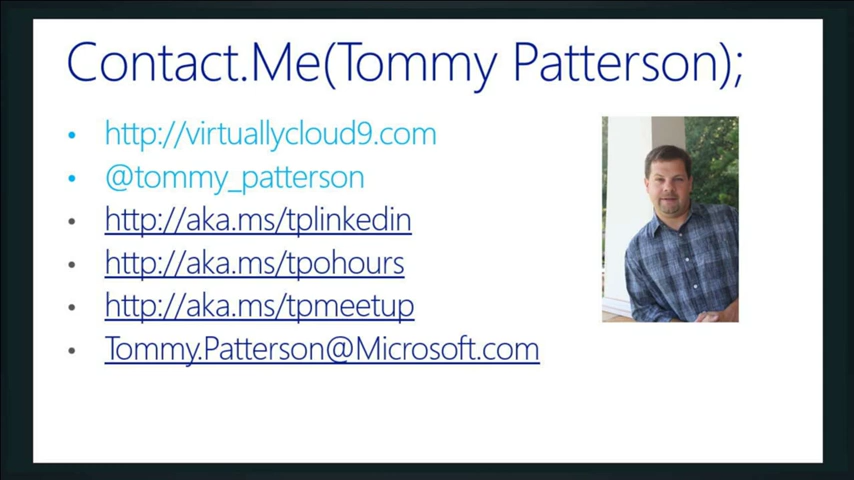 Contact.Me(Tommy Patterson);
http://virtuallycloud9.com
@tommy_patterson
http://aka.ms/tplinkedin
http://aka.ms/tpohours
http://aka.ms/tpmeetup
Tommy.Patterson@Microsoft.com